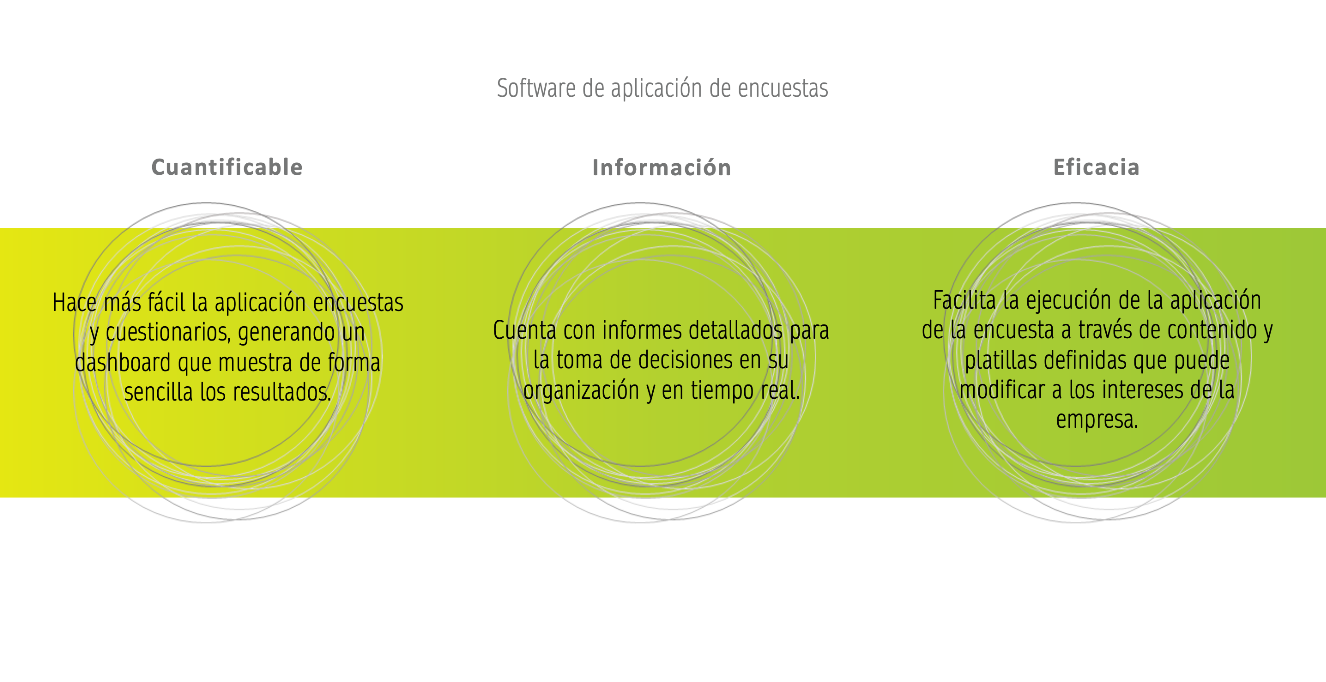 Software de aplicación de encuestas
Cuantificable
Hace más fácil la aplicación encuestas
y cuestionarios, generando un
dashboard que muestra de forma
sencilla los resultados.
Información
Cuenta con informes detallados para
la toma de decisiones en su
organización y en tiempo real.
Eficacia
Facilita la ejecución de la aplicación
de la encuesta a través de contenido y
platillas definidas que puede
modificar a los intereses de la
empresa.